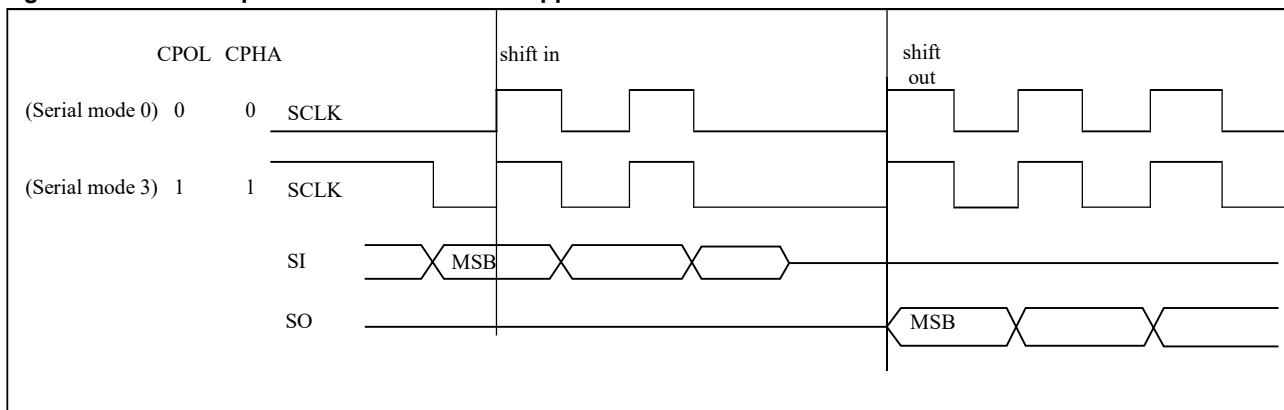 CPOL CPHA shift in shift
out
(Serial mode 0) 0 0 SCLK
(Serial mode 3) 1 1 SCLK
SI MSB
SO MSB